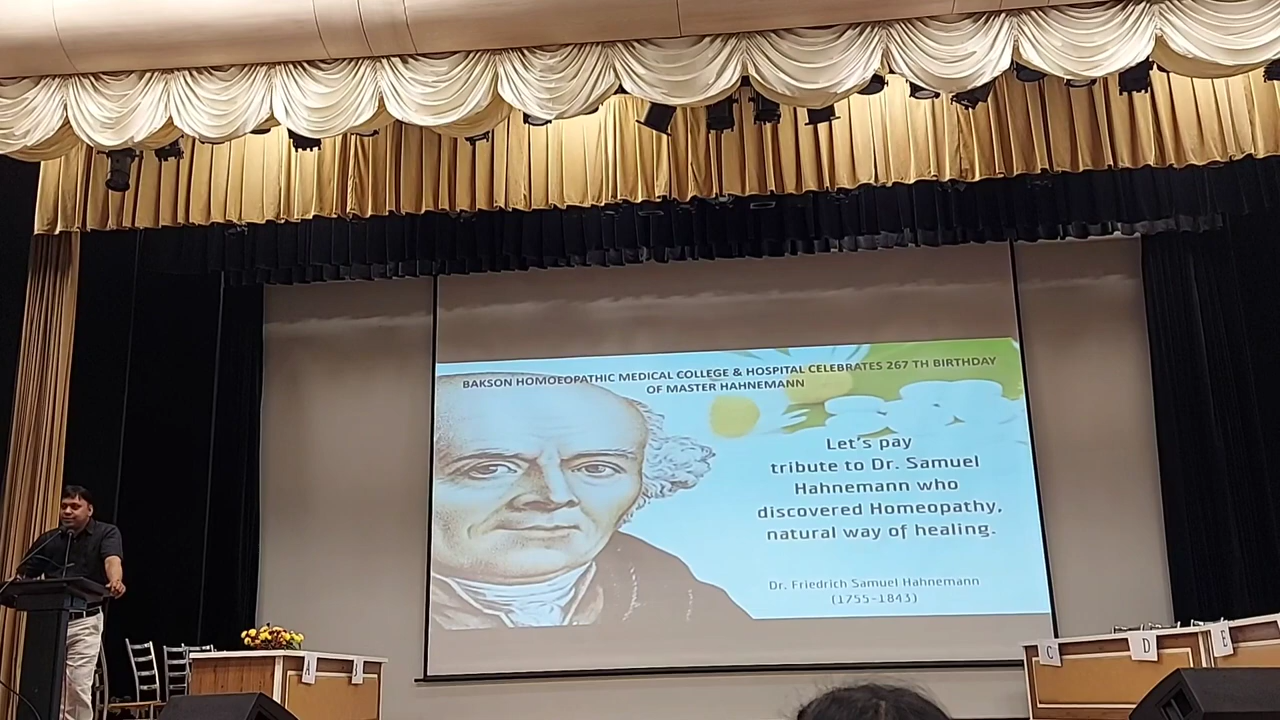 BAKSON HOMOEOPATHIC MEDICAL COLLEGE & HOSPITAL CELEBRATES 267 TH BIRTHDAY
OF MASTER HAHNEMANN
Let's pay
tribute to Dr. Samuel
Hahnemann who
discovered Homeopathy,
natural way of healing.
Dr. Friedrich Samuel Hahnemann
(1755-1843)
A
C
D
E